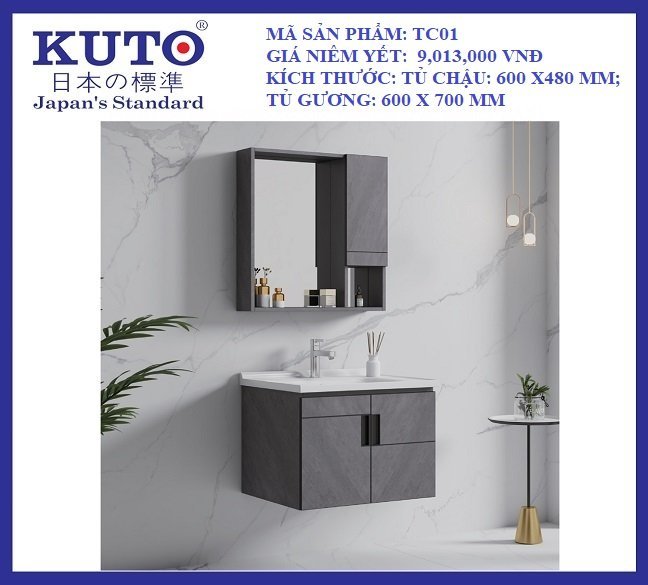 KUTO®
日本の標準
Japan's Standard
MÃ SẢN PHẨM: TC01
GIÁ NIÊM YẾT: 9,013,000 VNĐ
KÍCH THƯỚC: TỦ CHẬU: 600 X480 MM;
TỦ GƯƠNG: 600 X 700 MM